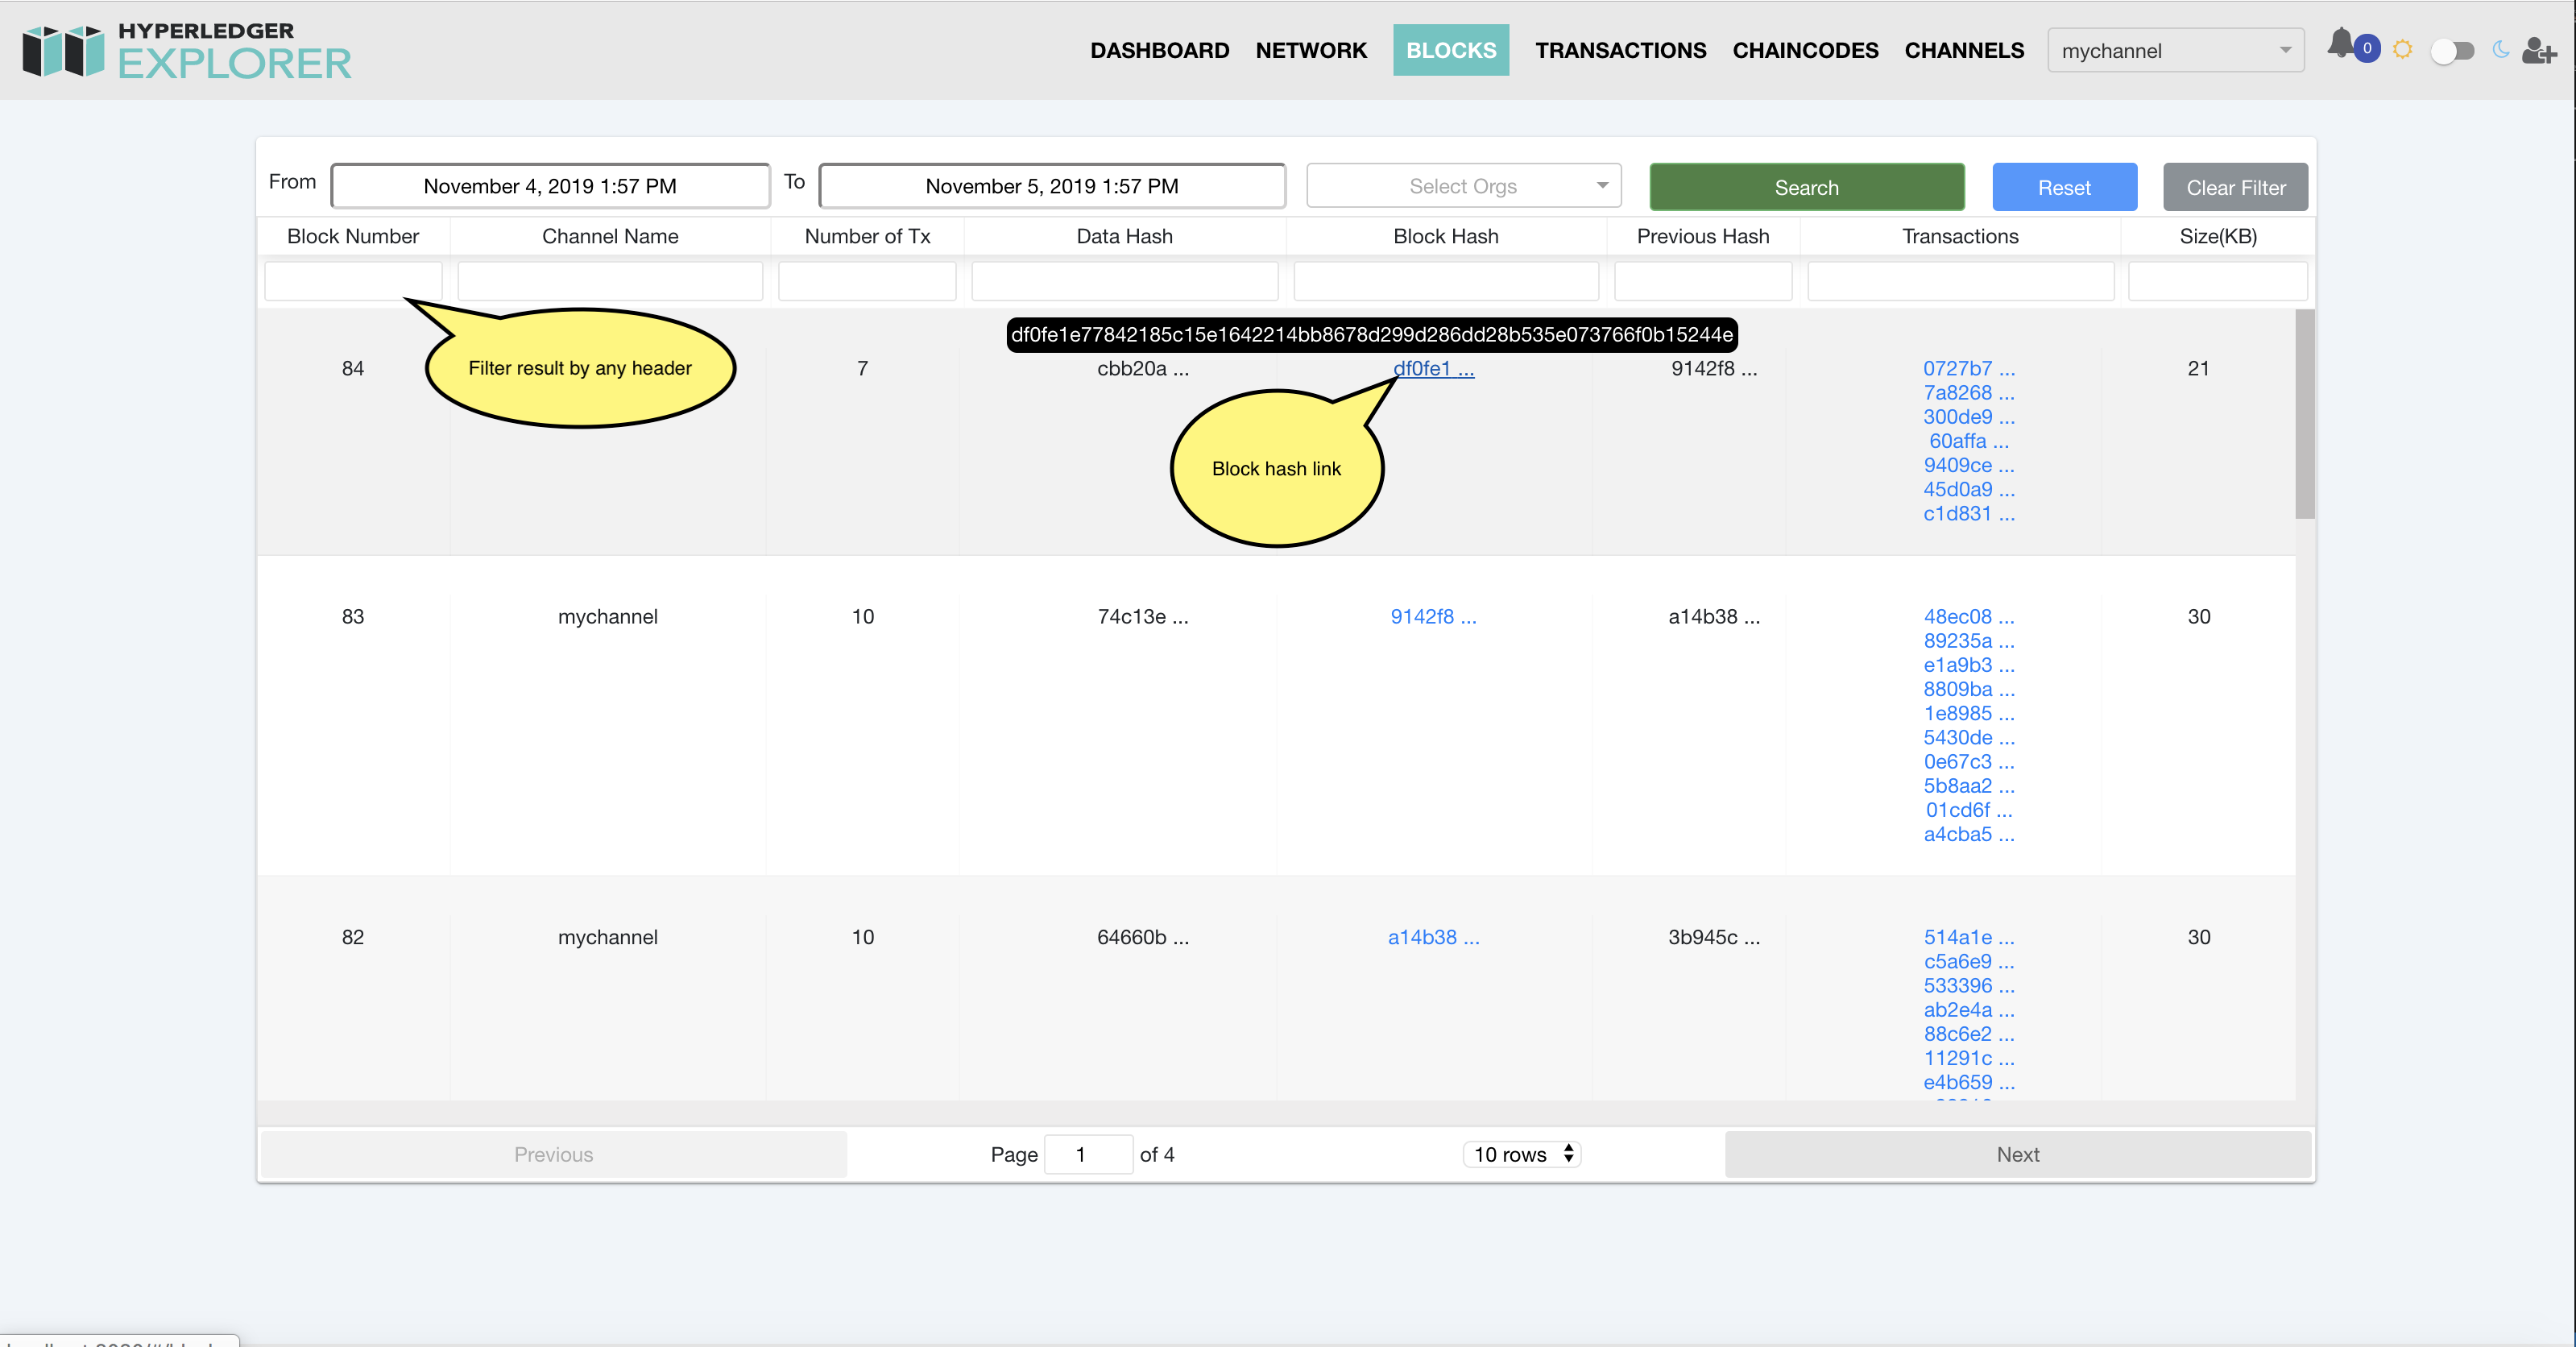 HYPERLEDGER
EXPLORER
DASHBOARD NETWORK BLOCKS TRANSACTIONS CHAINCODES CHANNELS mychannel 0
From November 4, 2019 1:57 PM To November 5, 2019 1:57 PM Select Orgs Search Reset Clear Filter
Block Number Channel Name Number of Tx Data Hash Block Hash Previous Hash Transactions Size(KB)
df0fe1e77842185c15e1642214bb8678d299d286dd28b535e073766f0b15244e
84 Filter result by any header 7 cbb20a ... df0fe1 ... 9142f8 ... 0727b7 ... 21
7a8268 ...
300de9 ...
60affa ...
Block hash link 9409ce ...
45d0a9 ...
c1d831 ...
83 mychannel 10 74c13e ... 9142f8 ... a14b38 ... 48ec08 ... 30
89235a ...
e1a9b3 ...
8809ba ...
1e8985 ...
5430de ...
0e67c3 ...
5b8aa2 ...
01cd6f ...
a4cba5 ...
82 mychannel 10 64660b ... a14b38 ... 3b945c ... 514a1e ... 30
c5a6e9 ...
533396 ...
ab2e4a ...
88c6e2 ...
11291c ...
e4b659 ...
Previous Page 1 of 4 10 rows Next